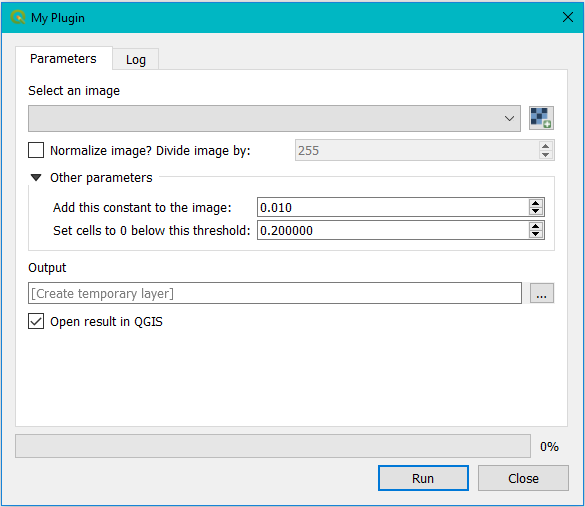 My Plugin
Parameters Log
Select an image
Normalize image? Divide image by: 255
Other parameters
Add this constant to the image: 0.010
Set cells to 0 below this threshold: 0.200000
Output
[Create temporary layer] ...
Open result in QGIS
0%
Run Close